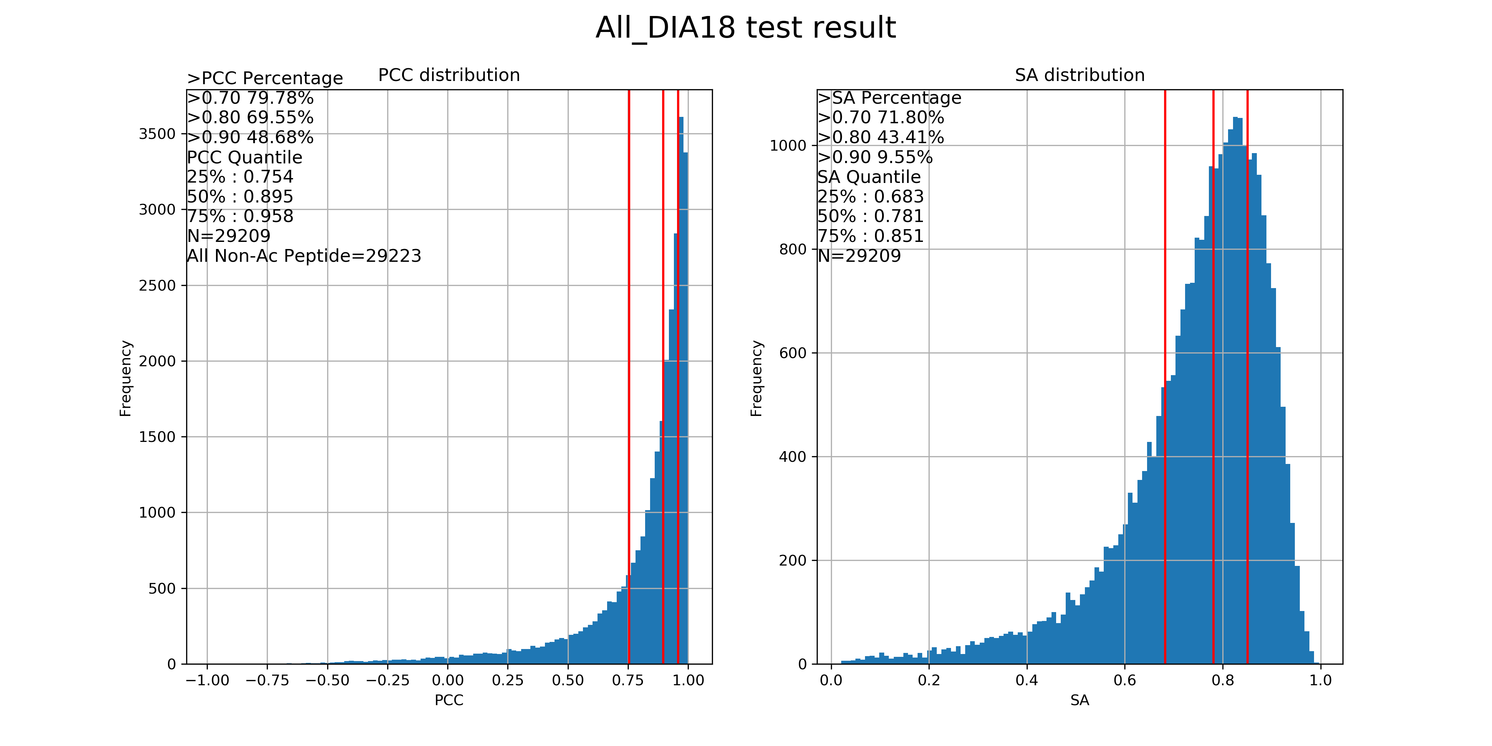 All_DIA18 test result
PCC distribution
>PCC Percentage
>0.70 79.78%
>0.80 69.55%
>0.90 48.68%
PCC Quantile
25% : 0.754
50% : 0.895
75% : 0.958
N=29209
All Non-Ac Peptide=29223
Frequency
3500
3000
2500
2000
1500
1000
500
0
−1.00 −0.75 −0.50 −0.25 0.00 0.25 0.50 0.75 1.00
PCC
SA distribution
>SA Percentage
>0.70 71.80%
>0.80 43.41%
>0.90 9.55%
SA Quantile
25% : 0.683
50% : 0.781
75% : 0.851
N=29209
Frequency
1000
800
600
400
200
0
0.0 0.2 0.4 0.6 0.8 1.0
SA